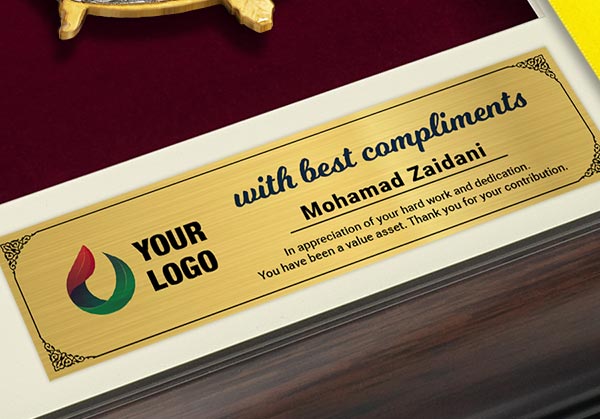 YOUR
LOGO
with best compliments
Mohamad Zaidani
In appreciation of your hard work and dedication.
You have been a value asset. Thank you for your contribution.